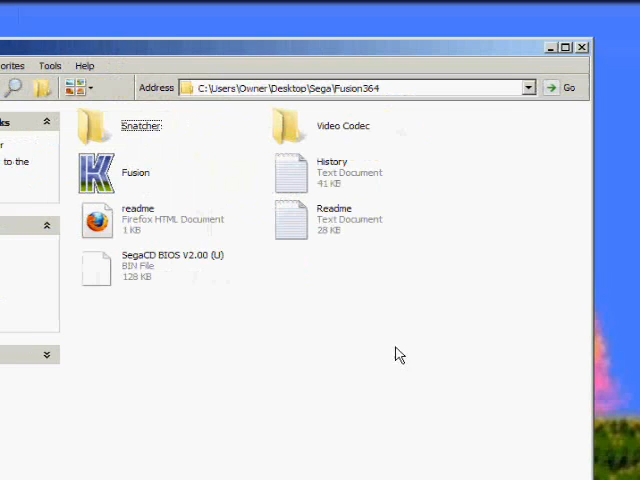 orites Tools Help
Address C:\Users\Owner\Desktop\Sega\Fusion364 Go
ks
r
to the
Snatcher
Video Codec
Fusion
History
Text Document
41 KB
readme
Firefox HTML Document
1 KB
Readme
Text Document
28 KB
SegaCD BIOS V2.00 (U)
BIN File
128 KB